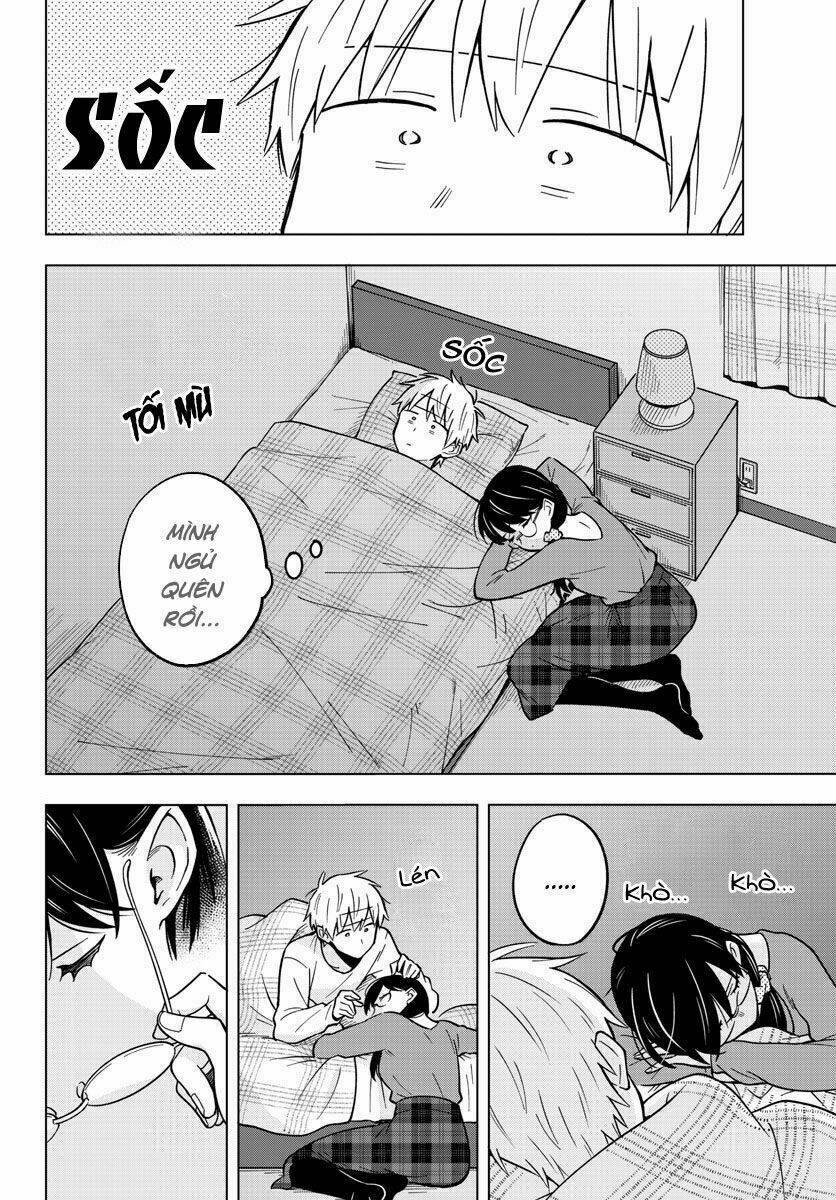 SỐC
SỐC
TỐI MÙ
MÌNH
NGỦ
QUÊN
RỒI...
.....
Khò...
Khò...
Lén